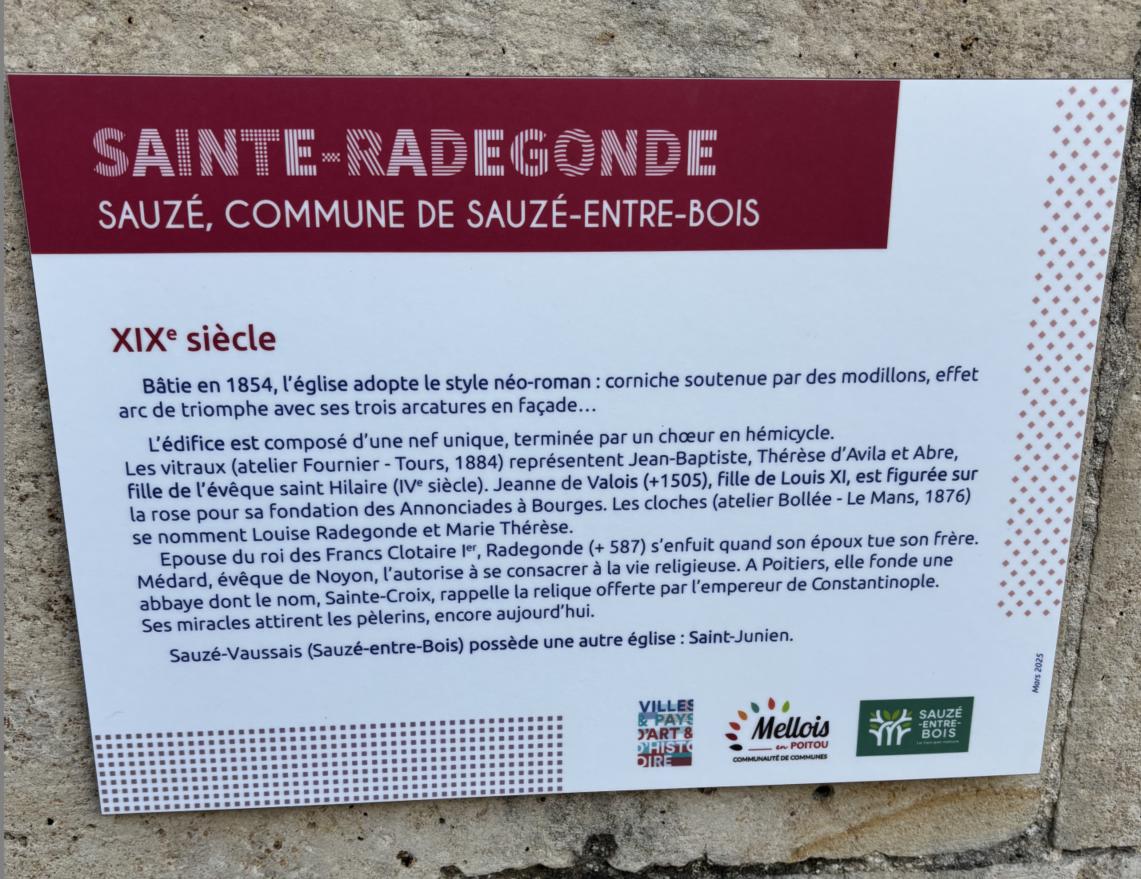 SAINTE-RADEGONDE
SAUZÉ, COMMUNE DE SAUZÉ-ENTRE-BOIS
XIXe siècle
Bâtie en 1854, l'église adopte le style néo-roman : corniche soutenue par des modillons, effet
arc de triomphe avec ses trois arcatures en façade...
L'édifice est composé d'une nef unique, terminée par un chœur en hémicycle.
Les vitraux (atelier Fournier - Tours, 1884) représentent Jean-Baptiste, Thérèse d'Avila et Abre,
fille de l'évêque saint Hilaire (IVe siècle). Jeanne de Valois (+1505), fille de Louis XI, est figurée sur
la rose pour sa fondation des Annonciades à Bourges. Les cloches (atelier Bollée - Le Mans, 1876)
se nomment Louise Radegonde et Marie Thérèse.
Epouse du roi des Francs Clotaire Ier, Radegonde (+ 587) s'enfuit quand son époux tue son frère.
Médard, évêque de Noyon, l'autorise à se consacrer à la vie religieuse. A Poitiers, elle fonde une
abbaye dont le nom, Sainte-Croix, rappelle la relique offerte par l'empereur de Constantinople.
Ses miracles attirent les pèlerins, encore aujourd'hui.
Sauzé-Vaussais (Sauzé-entre-Bois) possède une autre église : Saint-Junien.
Mars 2025
VILLES
& PAYS
D'ART &
D'HISTO
IRE
Mellois
en POITOU
COMMUNAUTÉ DE COMMUNES
SAUZÉ
-ENTRE-
BOIS